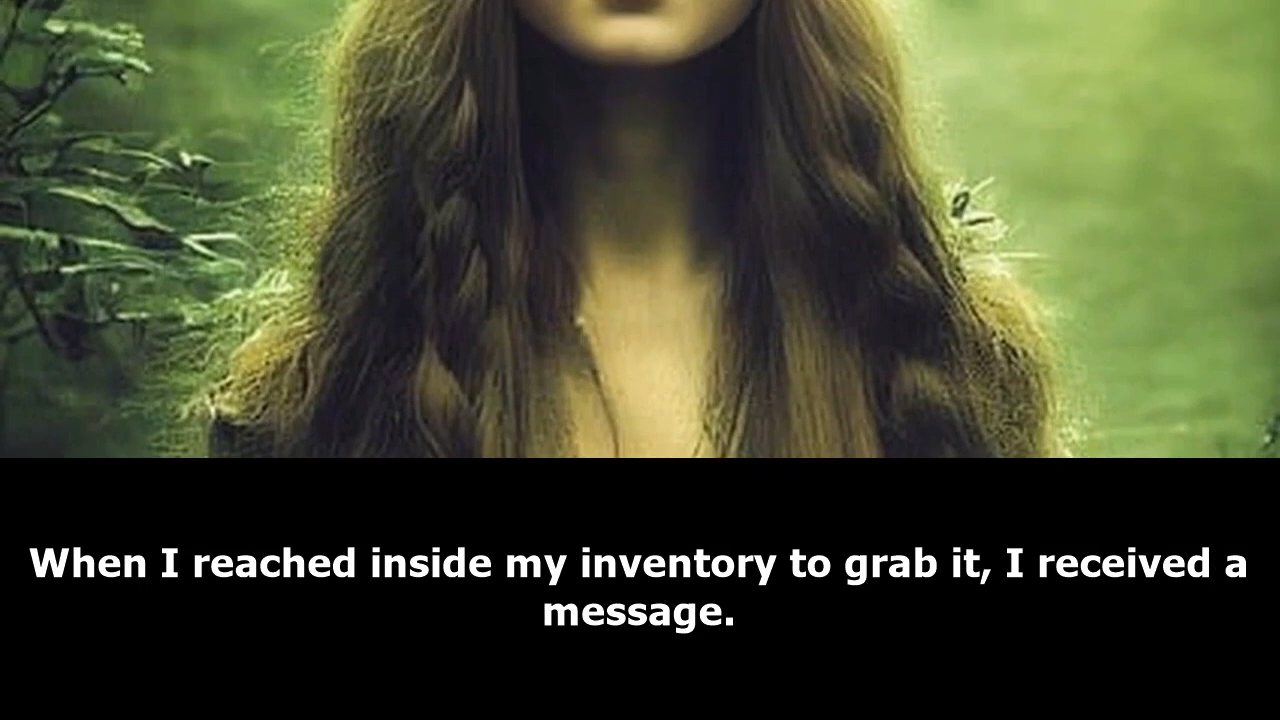 When I reached inside my inventory to grab it, I received a
message.